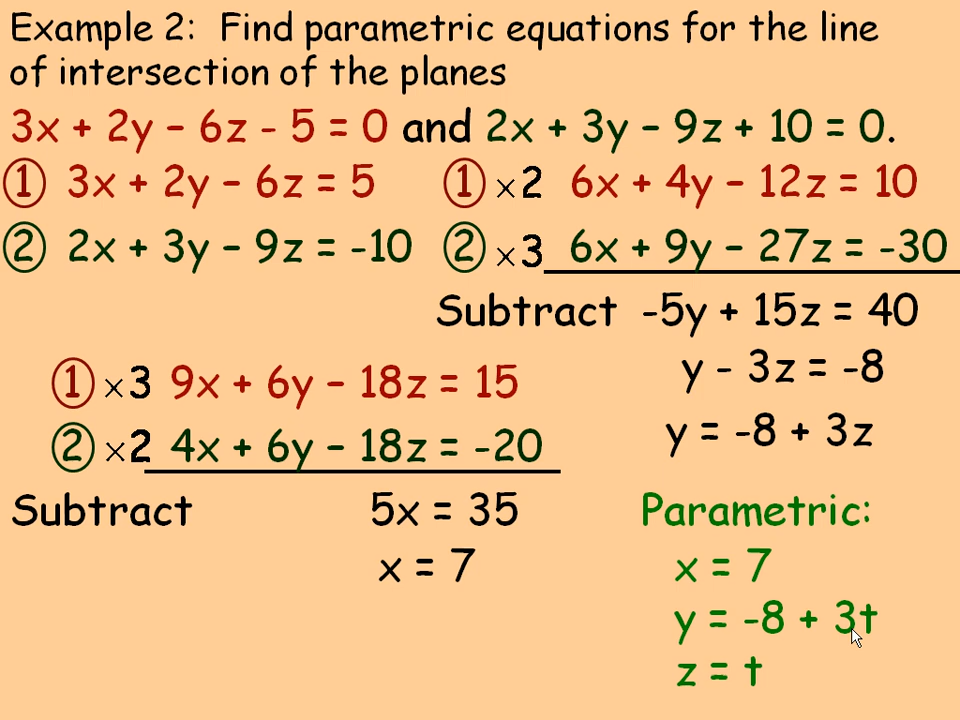 Example 2: Find parametric equations for the line
of intersection of the planes
3x + 2y – 6z - 5 = 0 and 2x + 3y – 9z + 10 = 0.
① 3x + 2y – 6z = 5
② 2x + 3y – 9z = -10
① ×2 6x + 4y – 12z = 10
② ×3 6x + 9y – 27z = -30
Subtract -5y + 15z = 40
y - 3z = -8
y = -8 + 3z
① ×3 9x + 6y – 18z = 15
② ×2 4x + 6y – 18z = -20
Subtract 5x = 35
x = 7
Parametric:
x = 7
y = -8 + 3t
z = t